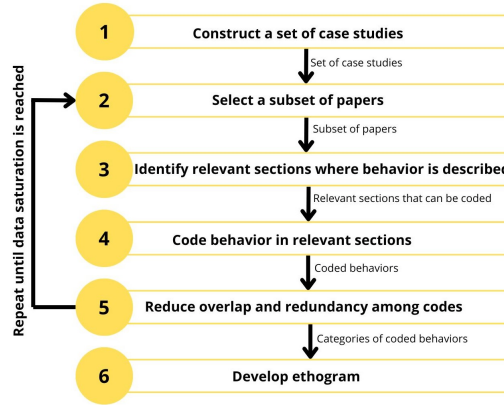 Repeat until data saturation is reached
1
Construct a set of case studies
Set of case studies
2
Select a subset of papers
Subset of papers
3
Identify relevant sections where behavior is described
Relevant sections that can be coded
4
Code behavior in relevant sections
Coded behaviors
5
Reduce overlap and redundancy among codes
Categories of coded behaviors
6
Develop ethogram